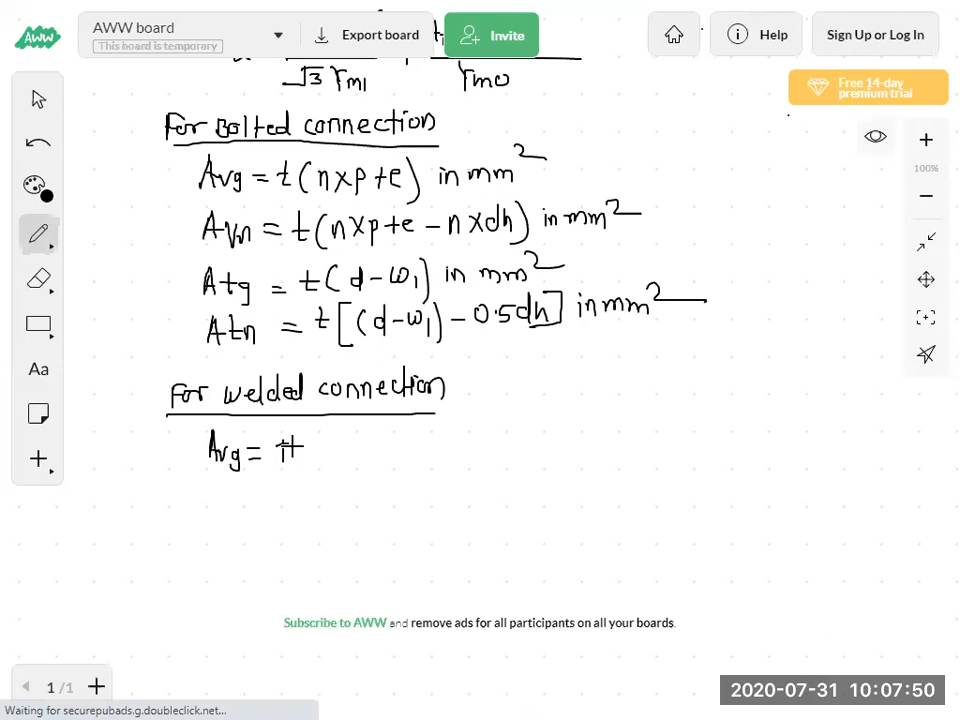 AWW board
This board is temporary
Export board
Invite
Help
Sign Up or Log In
Free 14-day premium trial
√3 γm1 γm0
100%
For Bolted connection
Avg = t(n×p+e) in mm²
Avn = t(n×p+e - n×dh) in mm²
Atg = t(d-w1) in mm²
Atn = t[(d-w1) - 0.5dh] in mm²
For welded connection
Avg =
Aa
Subscribe to AWW and remove ads for all participants on all your boards.
1 /1
2020-07-31 10:07:50
Waiting for securepubads.g.doubleclick.net...